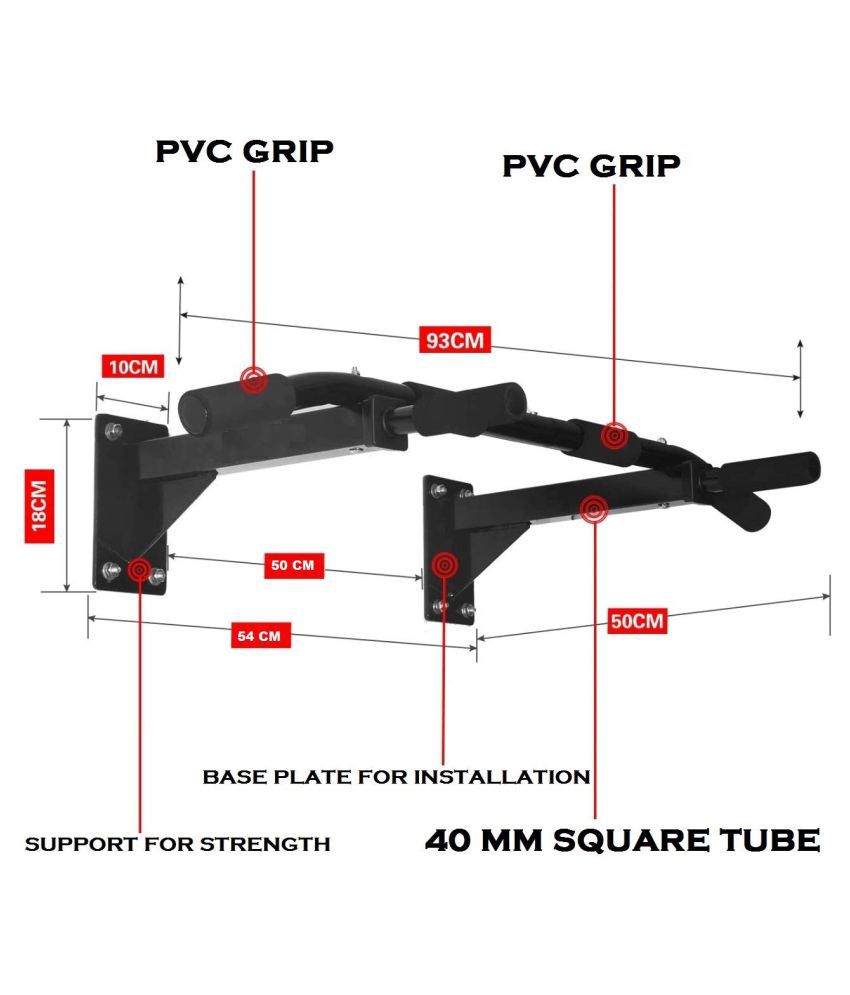 PVC GRIP
PVC GRIP
93CM
10CM
18CM
50 CM
54 CM
50CM
BASE PLATE FOR INSTALLATION
SUPPORT FOR STRENGTH
40 MM SQUARE TUBE